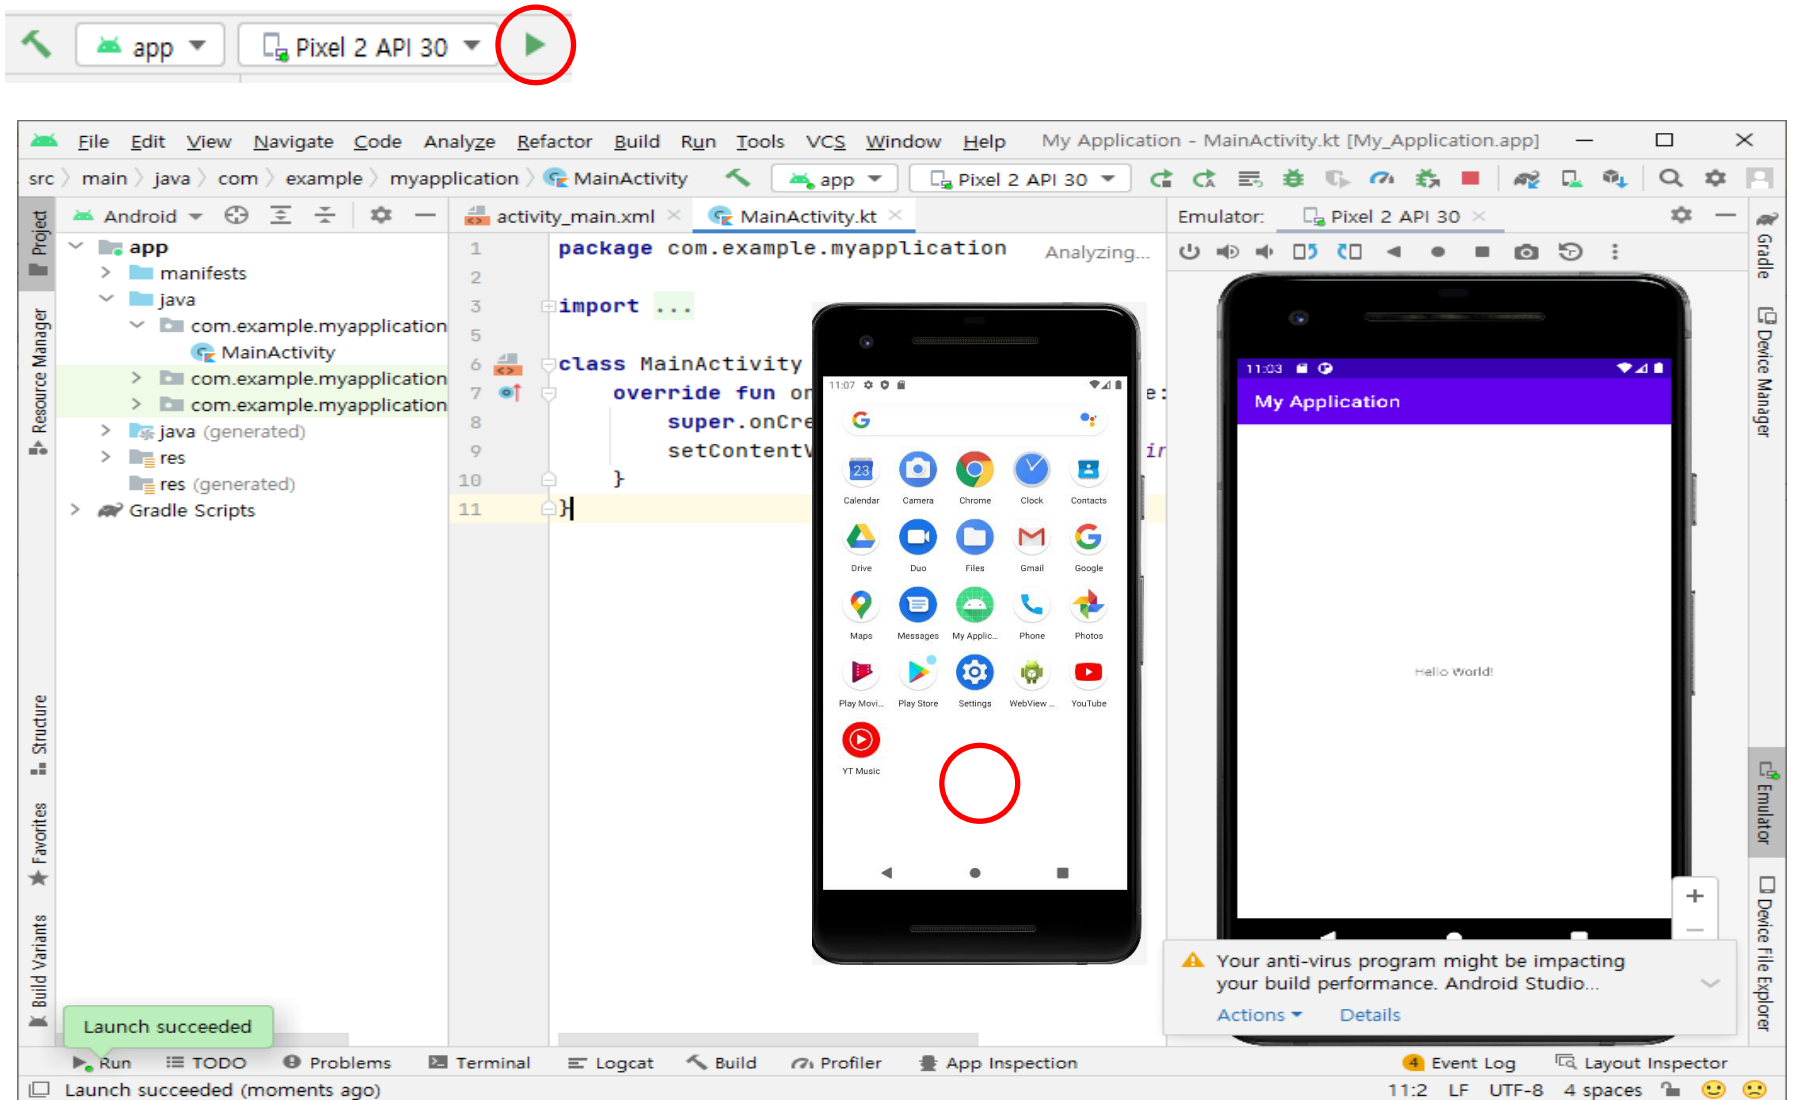 app
Pixel 2 API 30
File Edit View Navigate Code Analyze Refactor Build Run Tools VCS Window Help My Application - MainActivity.kt [My_Application.app]
src main java com example myapplication MainActivity app Pixel 2 API 30
Android
activity_main.xml
MainActivity.kt
Emulator: Pixel 2 API 30
Project
Resource Manager
Structure
Favorites
Build Variants
app
manifests
java
com.example.myapplication
MainActivity
com.example.myapplication
com.example.myapplication
java (generated)
res
res (generated)
Gradle Scripts
1 package com.example.myapplication
Analyzing...
2
3 import ...
5
6 class MainActivity
7 override fun on e:
8 super.onCre
9 setContentV in
10 }
11 }
11:07
23
Calendar Camera Chrome Clock Contacts
Drive Duo Files Gmail Google
Maps Messages My Applic... Phone Photos
Play Movi... Play Store Settings WebView ... YouTube
YT Music
11:03
My Application
Hello World!
Gradle
Device Manager
Emulator
Device File Explorer
Your anti-virus program might be impacting
your build performance. Android Studio...
Actions Details
Launch succeeded
Run TODO Problems Terminal Logcat Build Profiler App Inspection 4 Event Log Layout Inspector
Launch succeeded (moments ago) 11:2 LF UTF-8 4 spaces